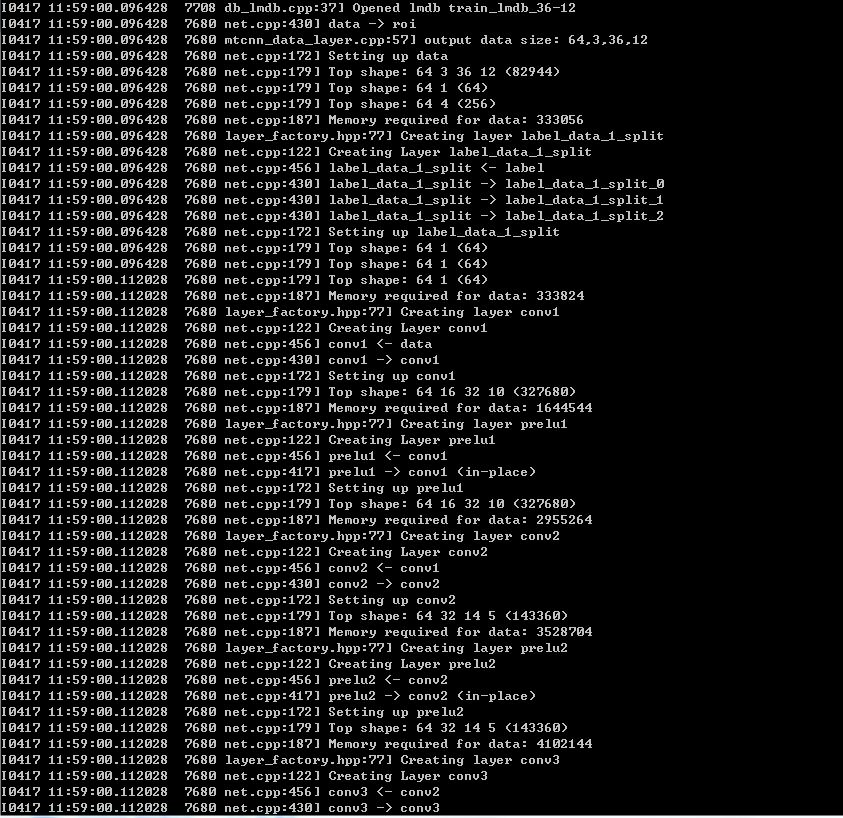 I0417 11:59:00.096428  7708 db_lmdb.cpp:37] Opened lmdb train_lmdb_36-12
I0417 11:59:00.096428  7680 net.cpp:430] data -> roi
I0417 11:59:00.096428  7680 mtcnn_data_layer.cpp:57] output data size: 64,3,36,12
I0417 11:59:00.096428  7680 net.cpp:172] Setting up data
I0417 11:59:00.096428  7680 net.cpp:179] Top shape: 64 3 36 12 (82944)
I0417 11:59:00.096428  7680 net.cpp:179] Top shape: 64 1 (64)
I0417 11:59:00.096428  7680 net.cpp:179] Top shape: 64 4 (256)
I0417 11:59:00.096428  7680 net.cpp:187] Memory required for data: 333056
I0417 11:59:00.096428  7680 layer_factory.hpp:77] Creating layer label_data_1_split
I0417 11:59:00.096428  7680 net.cpp:122] Creating Layer label_data_1_split
I0417 11:59:00.096428  7680 net.cpp:456] label_data_1_split <- label
I0417 11:59:00.096428  7680 net.cpp:430] label_data_1_split -> label_data_1_split_0
I0417 11:59:00.096428  7680 net.cpp:430] label_data_1_split -> label_data_1_split_1
I0417 11:59:00.096428  7680 net.cpp:430] label_data_1_split -> label_data_1_split_2
I0417 11:59:00.096428  7680 net.cpp:172] Setting up label_data_1_split
I0417 11:59:00.096428  7680 net.cpp:179] Top shape: 64 1 (64)
I0417 11:59:00.096428  7680 net.cpp:179] Top shape: 64 1 (64)
I0417 11:59:00.112028  7680 net.cpp:179] Top shape: 64 1 (64)
I0417 11:59:00.112028  7680 net.cpp:187] Memory required for data: 333824
I0417 11:59:00.112028  7680 layer_factory.hpp:77] Creating layer conv1
I0417 11:59:00.112028  7680 net.cpp:122] Creating Layer conv1
I0417 11:59:00.112028  7680 net.cpp:456] conv1 <- data
I0417 11:59:00.112028  7680 net.cpp:430] conv1 -> conv1
I0417 11:59:00.112028  7680 net.cpp:172] Setting up conv1
I0417 11:59:00.112028  7680 net.cpp:179] Top shape: 64 16 32 10 (327680)
I0417 11:59:00.112028  7680 net.cpp:187] Memory required for data: 1644544
I0417 11:59:00.112028  7680 layer_factory.hpp:77] Creating layer prelu1
I0417 11:59:00.112028  7680 net.cpp:122] Creating Layer prelu1
I0417 11:59:00.112028  7680 net.cpp:456] prelu1 <- conv1
I0417 11:59:00.112028  7680 net.cpp:417] prelu1 -> conv1 (in-place)
I0417 11:59:00.112028  7680 net.cpp:172] Setting up prelu1
I0417 11:59:00.112028  7680 net.cpp:179] Top shape: 64 16 32 10 (327680)
I0417 11:59:00.112028  7680 net.cpp:187] Memory required for data: 2955264
I0417 11:59:00.112028  7680 layer_factory.hpp:77] Creating layer conv2
I0417 11:59:00.112028  7680 net.cpp:122] Creating Layer conv2
I0417 11:59:00.112028  7680 net.cpp:456] conv2 <- conv1
I0417 11:59:00.112028  7680 net.cpp:430] conv2 -> conv2
I0417 11:59:00.112028  7680 net.cpp:172] Setting up conv2
I0417 11:59:00.112028  7680 net.cpp:179] Top shape: 64 32 14 5 (143360)
I0417 11:59:00.112028  7680 net.cpp:187] Memory required for data: 3528704
I0417 11:59:00.112028  7680 layer_factory.hpp:77] Creating layer prelu2
I0417 11:59:00.112028  7680 net.cpp:122] Creating Layer prelu2
I0417 11:59:00.112028  7680 net.cpp:456] prelu2 <- conv2
I0417 11:59:00.112028  7680 net.cpp:417] prelu2 -> conv2 (in-place)
I0417 11:59:00.112028  7680 net.cpp:172] Setting up prelu2
I0417 11:59:00.112028  7680 net.cpp:179] Top shape: 64 32 14 5 (143360)
I0417 11:59:00.112028  7680 net.cpp:187] Memory required for data: 4102144
I0417 11:59:00.112028  7680 layer_factory.hpp:77] Creating layer conv3
I0417 11:59:00.112028  7680 net.cpp:122] Creating Layer conv3
I0417 11:59:00.112028  7680 net.cpp:456] conv3 <- conv2
I0417 11:59:00.112028  7680 net.cpp:430] conv3 -> conv3